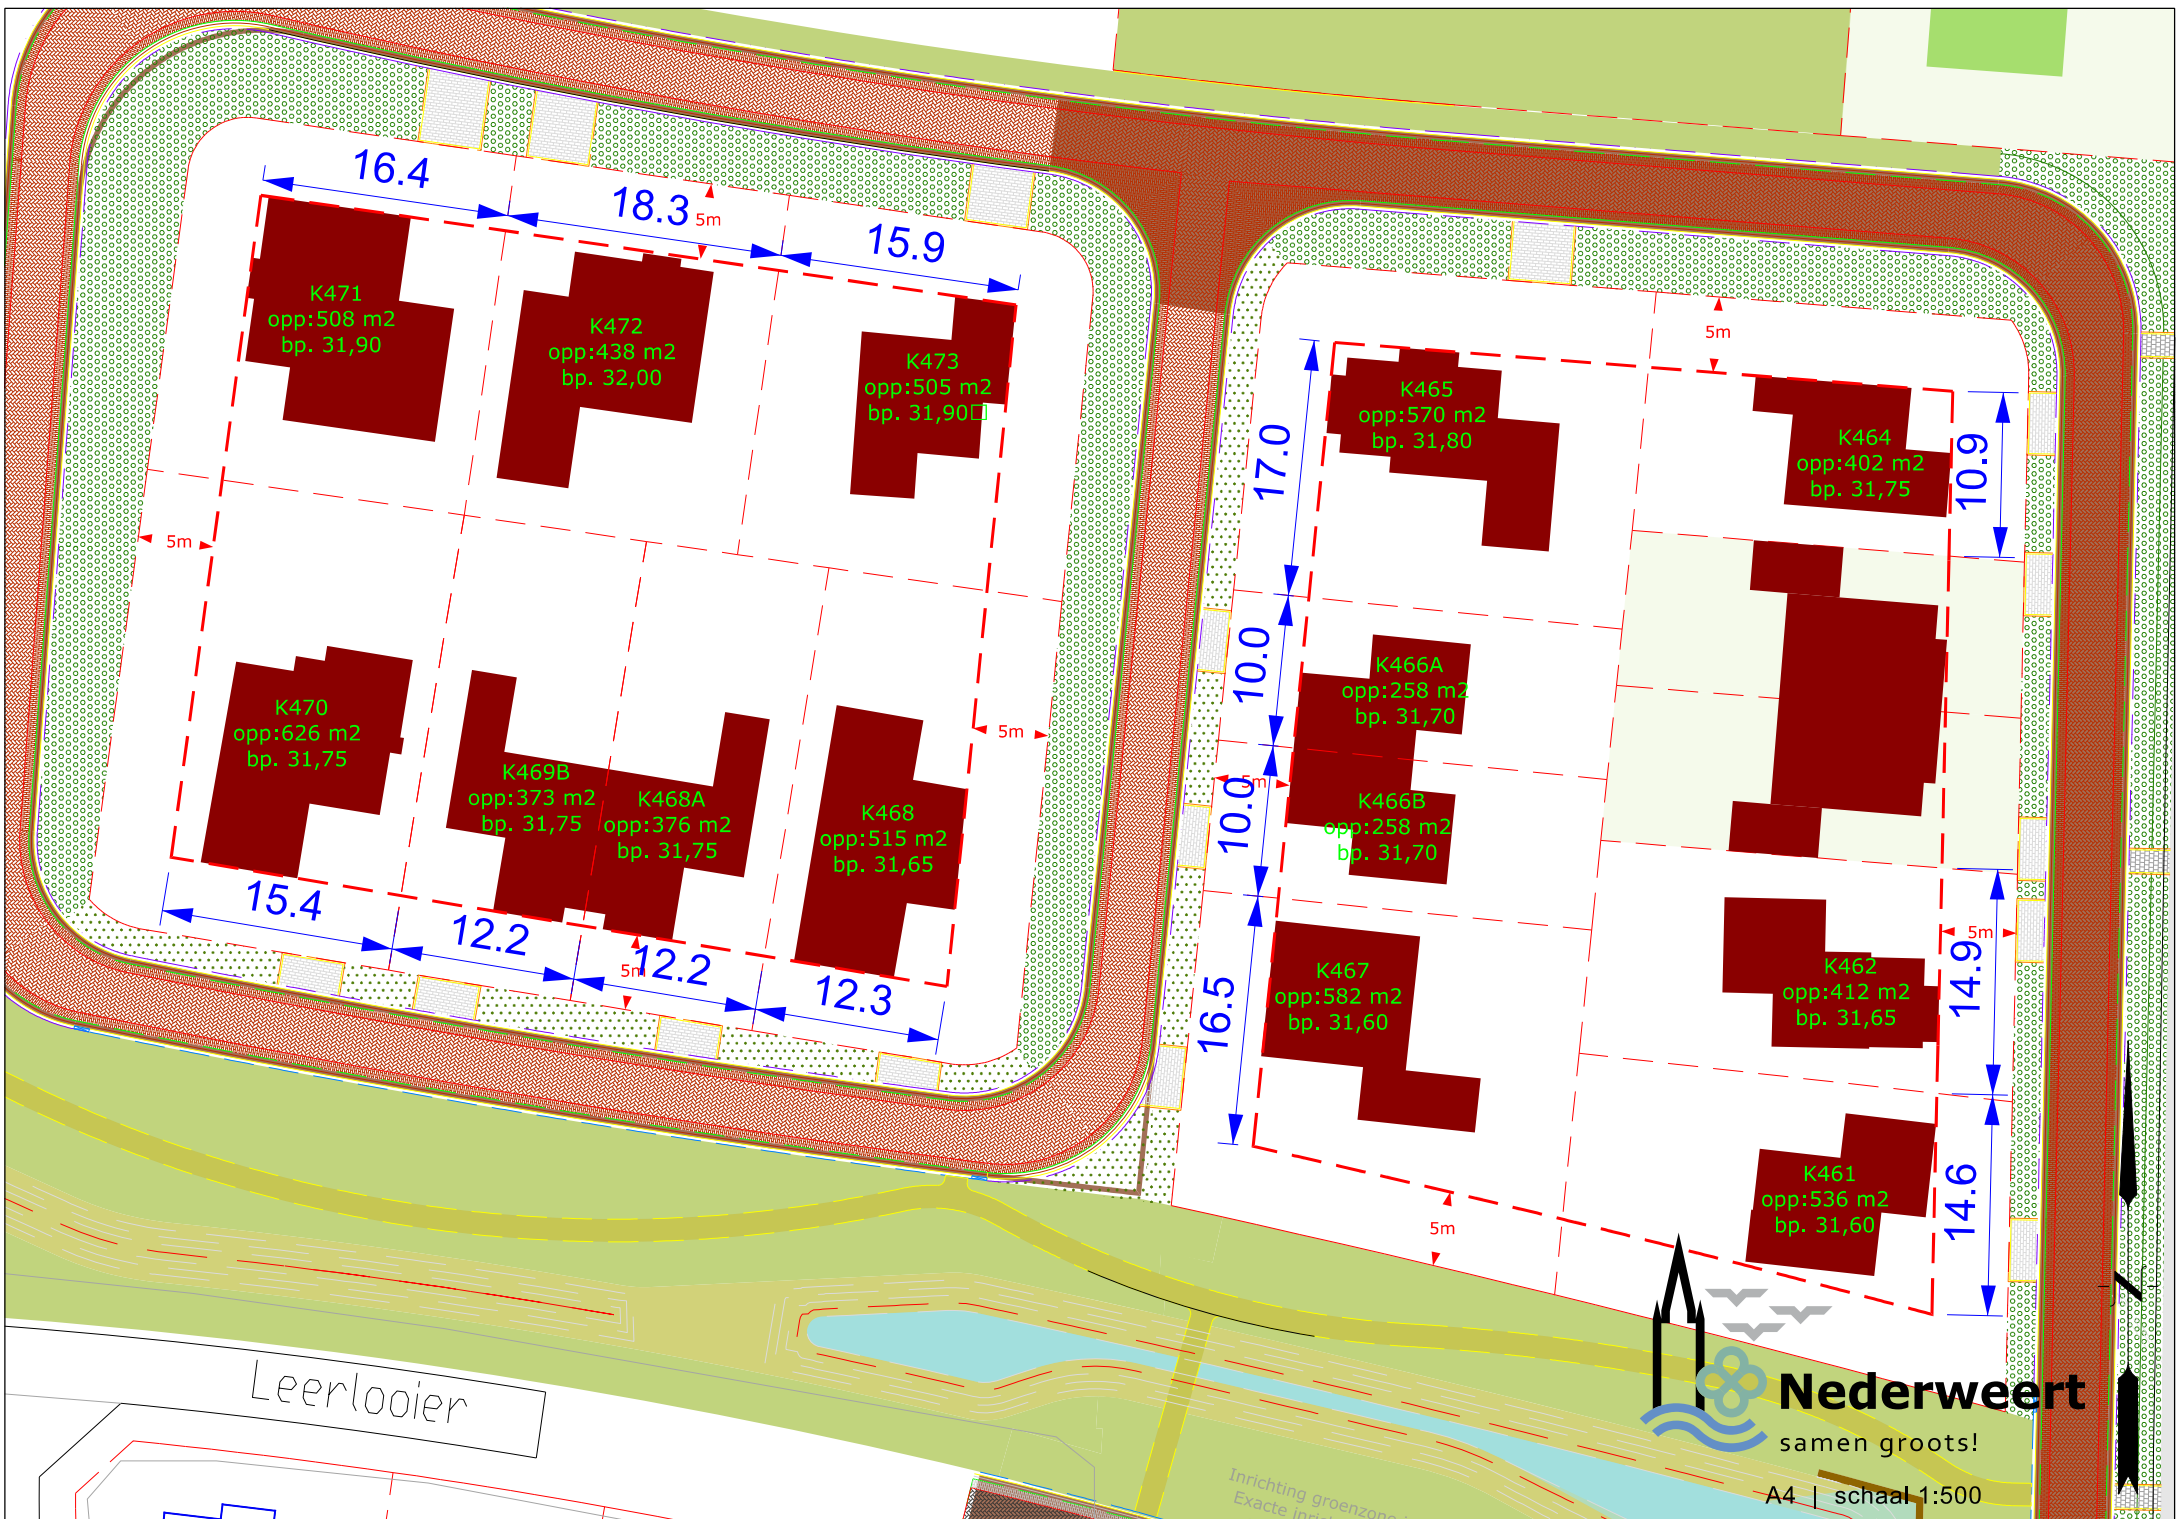 16.4
18.3
5m
15.9
K471
opp:508 m2
bp. 31,90
K472
opp:438 m2
bp. 32,00
K473
opp:505 m2
bp. 31,90□
5m
5m
K470
opp:626 m2
bp. 31,75
K469B
opp:373 m2
bp. 31,75
K468A
opp:376 m2
bp. 31,75
K468
opp:515 m2
bp. 31,65
15.4
12.2
5m
12.2
12.3
5m
17.0
K465
opp:570 m2
bp. 31,80
K464
opp:402 m2
bp. 31,75
10.9
10.0
K466A
opp:258 m2
bp. 31,70
10.0
5m
K466B
opp:258 m2
bp. 31,70
16.5
K467
opp:582 m2
bp. 31,60
5m
K462
opp:412 m2
bp. 31,65
14.9
K461
opp:536 m2
bp. 31,60
14.6
5m
Leerlooier
Nederweert
samen groots!
A4 | schaal 1:500
Inrichting groenzone
Exacte